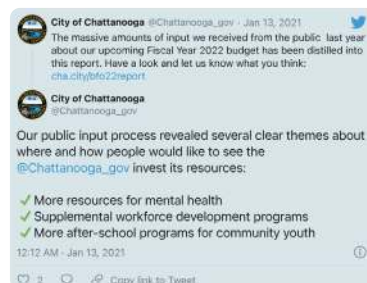 City of Chattanooga @Chattanooga_gov · Jan 13, 2021
The massive amounts of input we received from the public last year
about our upcoming Fiscal Year 2022 budget has been distilled into
this report. Have a look and let us know what you think:
cha.city/bfo22report
City of Chattanooga
@Chattanooga_gov
Our public input process revealed several clear themes about
where and how people would like to see the
@Chattanooga_gov invest its resources:
✓ More resources for mental health
✓ Supplemental workforce development programs
✓ More after-school programs for community youth
12:12 AM · Jan 13, 2021
2
Copy link to Tweet